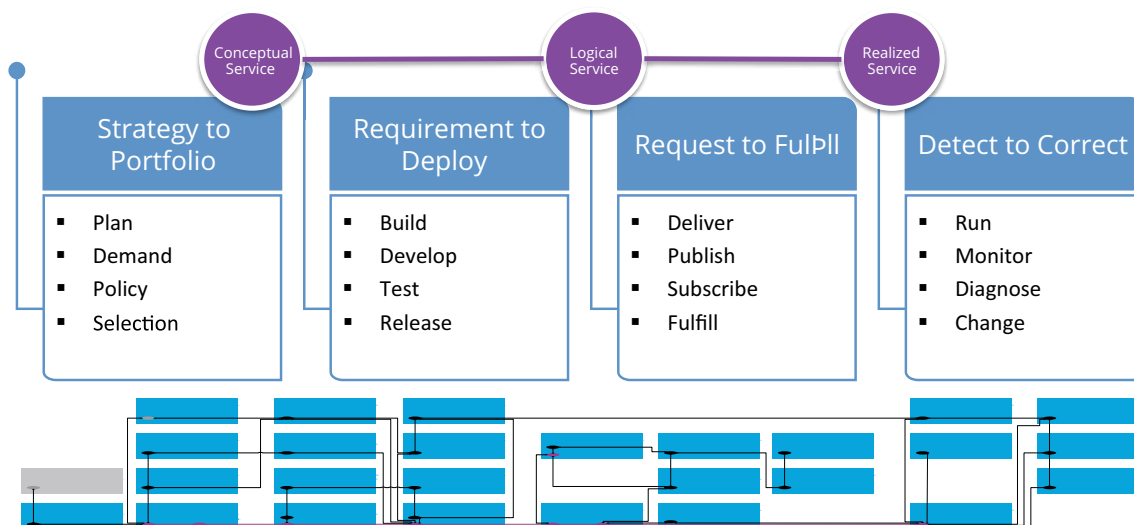 Conceptual
Service
Logical
Service
Realized
Service
Strategy to
Portfolio
Requirement to
Deploy
Request to FulÞll
Detect to Correct
▪ Plan
▪ Demand
▪ Policy
▪ Selection
▪ Build
▪ Develop
▪ Test
▪ Release
▪ Deliver
▪ Publish
▪ Subscribe
▪ Fulfill
▪ Run
▪ Monitor
▪ Diagnose
▪ Change